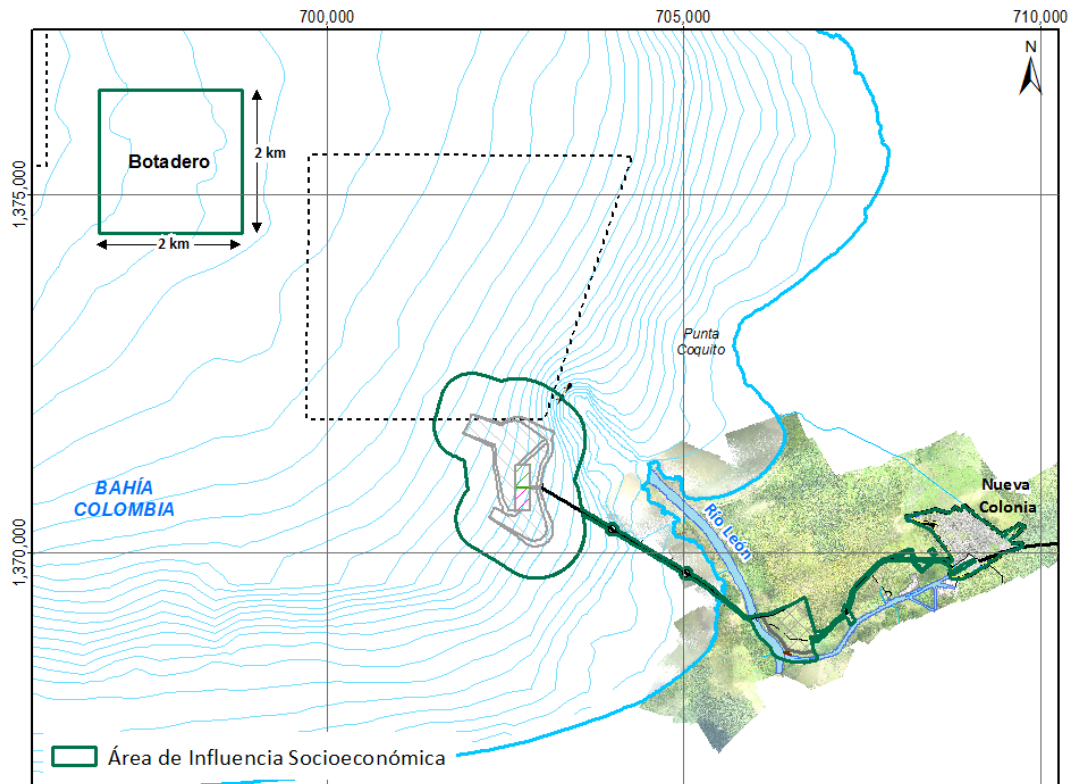 700,000
705,000
710,000
N
Botadero
2 km
2 km
1,375,000
Punta
Coquito
BAHÍA
COLOMBIA
Río León
Nueva
Colonia
1,370,000
Área de Influencia Socioeconómica